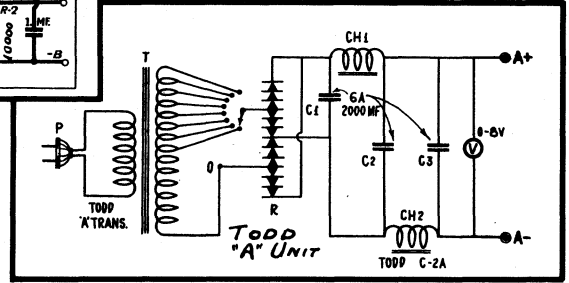 R-2
10000
1. MF.
-B
T
CH1
A+
P
C1
6A
2000 MF
0-8V
C2
C3
V
0
TODD
"A" TRANS.
R
TODD
"A" UNIT
CH2
A-
TODD C-2A